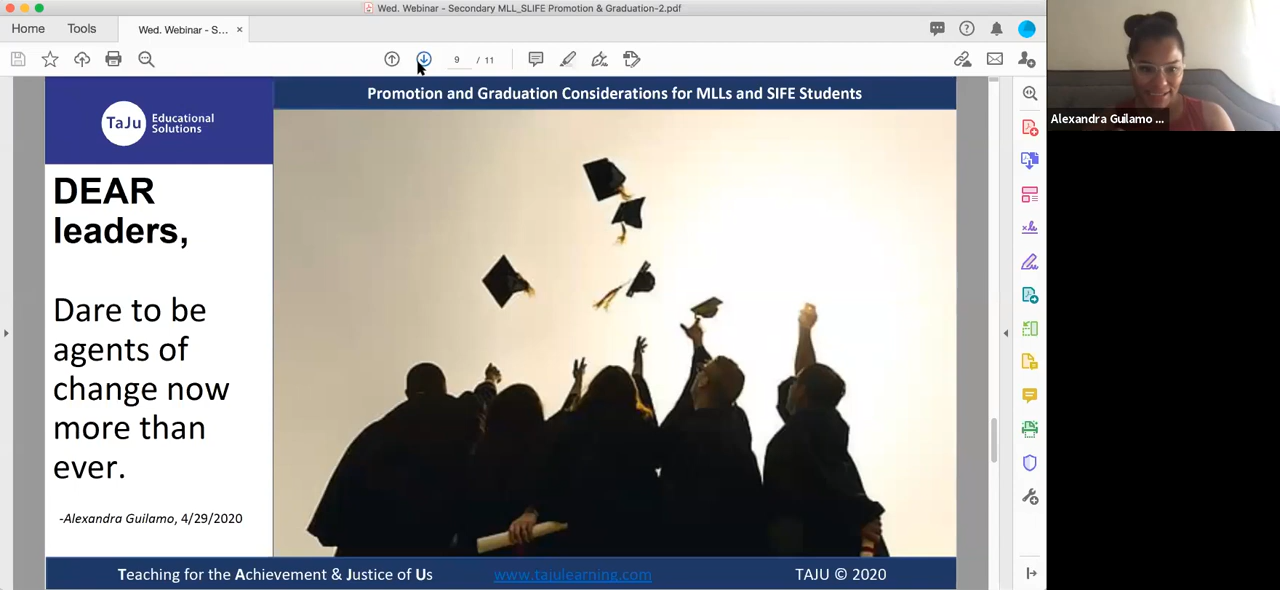 Wed. Webinar - Secondary MLL_SLIFE Promotion & Graduation-2.pdf
Home
Tools
Wed. Webinar - S...
9 / 11
TaJu Educational Solutions
Promotion and Graduation Considerations for MLLs and SIFE Students
DEAR
leaders,
Dare to be
agents of
change now
more than
ever.
-Alexandra Guilamo, 4/29/2020
Teaching for the Achievement & Justice of Us
www.tajulearning.com
TAJU © 2020
Alexandra Guilamo ...